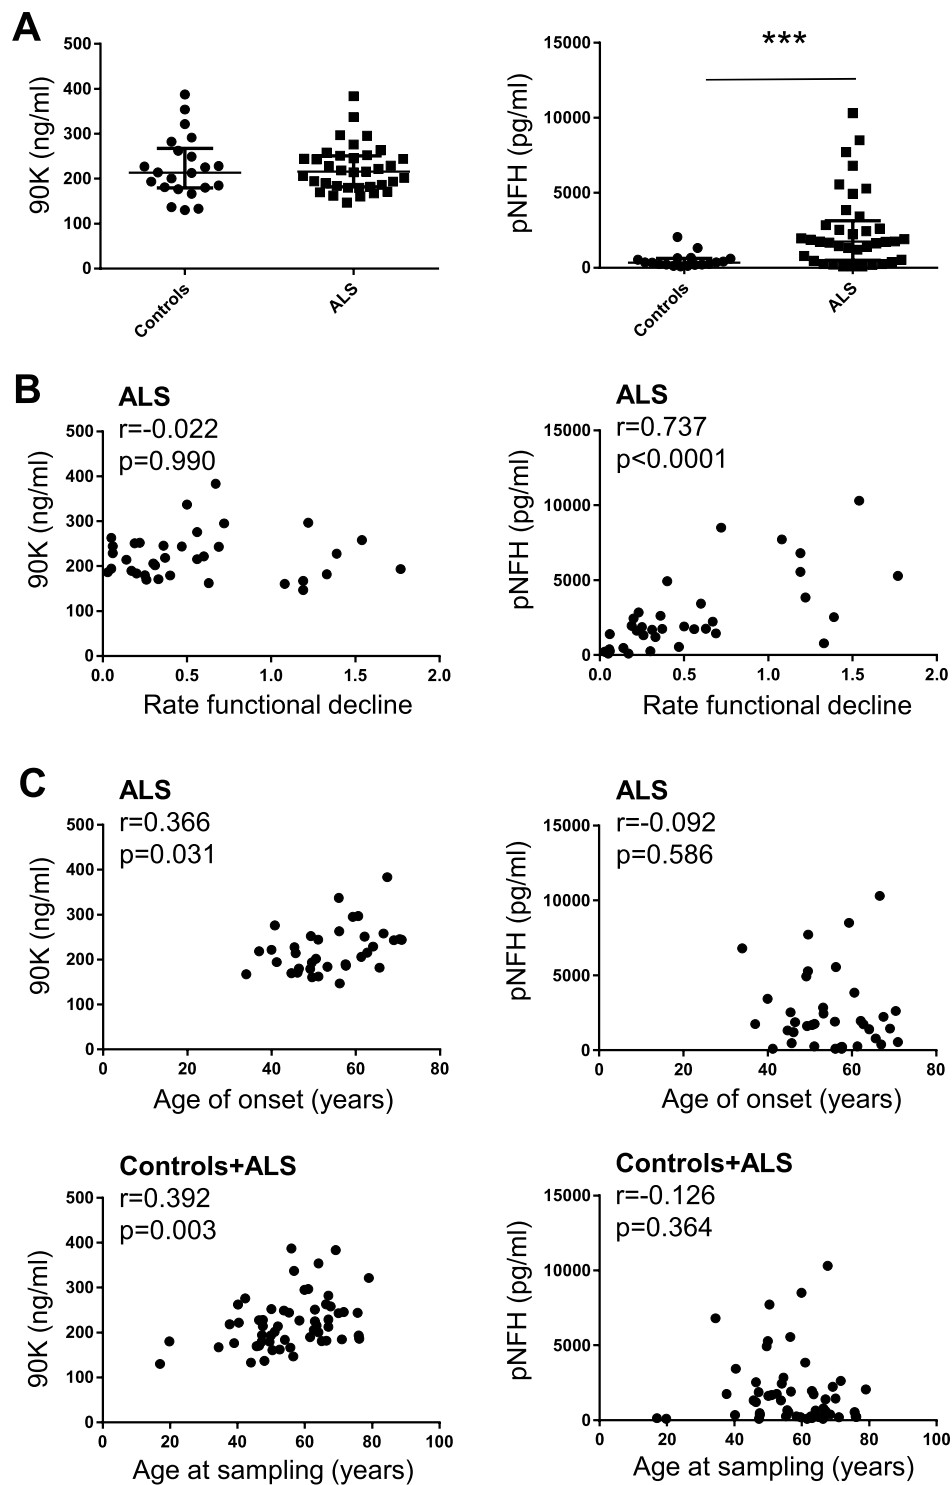 A
500
400
300
200
100
0
90K (ng/ml)
Controls
ALS
15000
10000
5000
0
pNFH (pg/ml)
***
Controls
ALS
B
ALS
r=-0.022
p=0.990
500
400
300
200
100
0
90K (ng/ml)
0.0 0.5 1.0 1.5 2.0
Rate functional decline
ALS
r=0.737
p<0.0001
15000
10000
5000
0
pNFH (pg/ml)
0.0 0.5 1.0 1.5 2.0
Rate functional decline
C
ALS
r=0.366
p=0.031
500
400
300
200
100
0
90K (ng/ml)
0 20 40 60 80
Age of onset (years)
ALS
r=-0.092
p=0.586
15000
10000
5000
0
pNFH (pg/ml)
0 20 40 60 80
Age of onset (years)
Controls+ALS
r=0.392
p=0.003
500
400
300
200
100
0
90K (ng/ml)
0 20 40 60 80 100
Age at sampling (years)
Controls+ALS
r=-0.126
p=0.364
15000
10000
5000
0
pNFH (pg/ml)
0 20 40 60 80 100
Age at sampling (years)